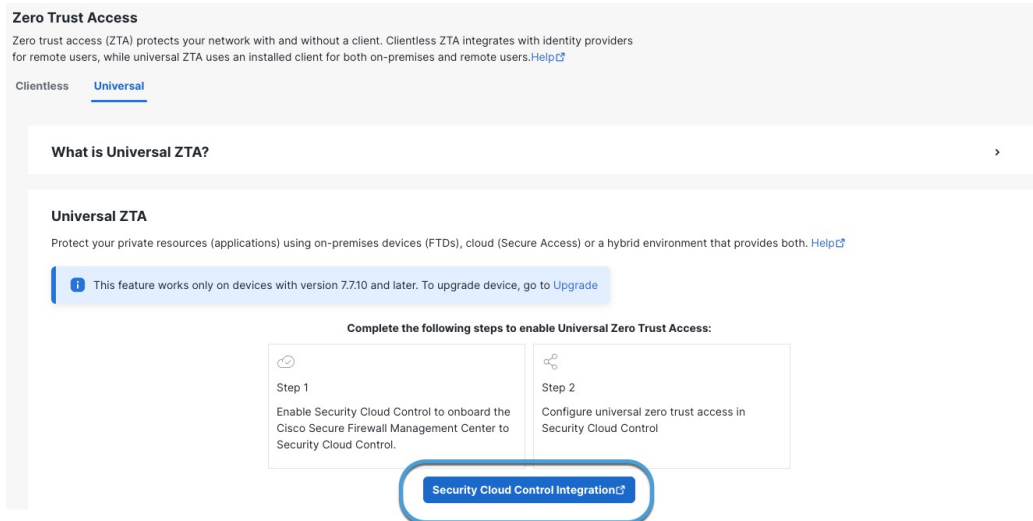 Zero Trust Access
Zero trust access (ZTA) protects your network with and without a client. Clientless ZTA integrates with identity providers
for remote users, while universal ZTA uses an installed client for both on-premises and remote users.Help
Clientless Universal
What is Universal ZTA?
Universal ZTA
Protect your private resources (applications) using on-premises devices (FTDs), cloud (Secure Access) or a hybrid environment that provides both. Help
This feature works only on devices with version 7.7.10 and later. To upgrade device, go to Upgrade
Complete the following steps to enable Universal Zero Trust Access:
Step 1
Enable Security Cloud Control to onboard the
Cisco Secure Firewall Management Center to
Security Cloud Control.
Step 2
Configure universal zero trust access in
Security Cloud Control
Security Cloud Control Integration